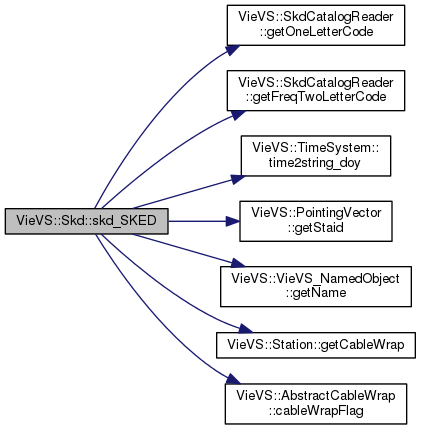 VieVS::SkdCatalogReader
::getOneLetterCode
VieVS::SkdCatalogReader
::getFreqTwoLetterCode
VieVS::TimeSystem::
time2string_doy
VieVS::Skd::skd_SKED
VieVS::PointingVector
::getStaid
VieVS::VieVS_NamedObject
::getName
VieVS::Station::getCableWrap
VieVS::AbstractCableWrap
::cableWrapFlag